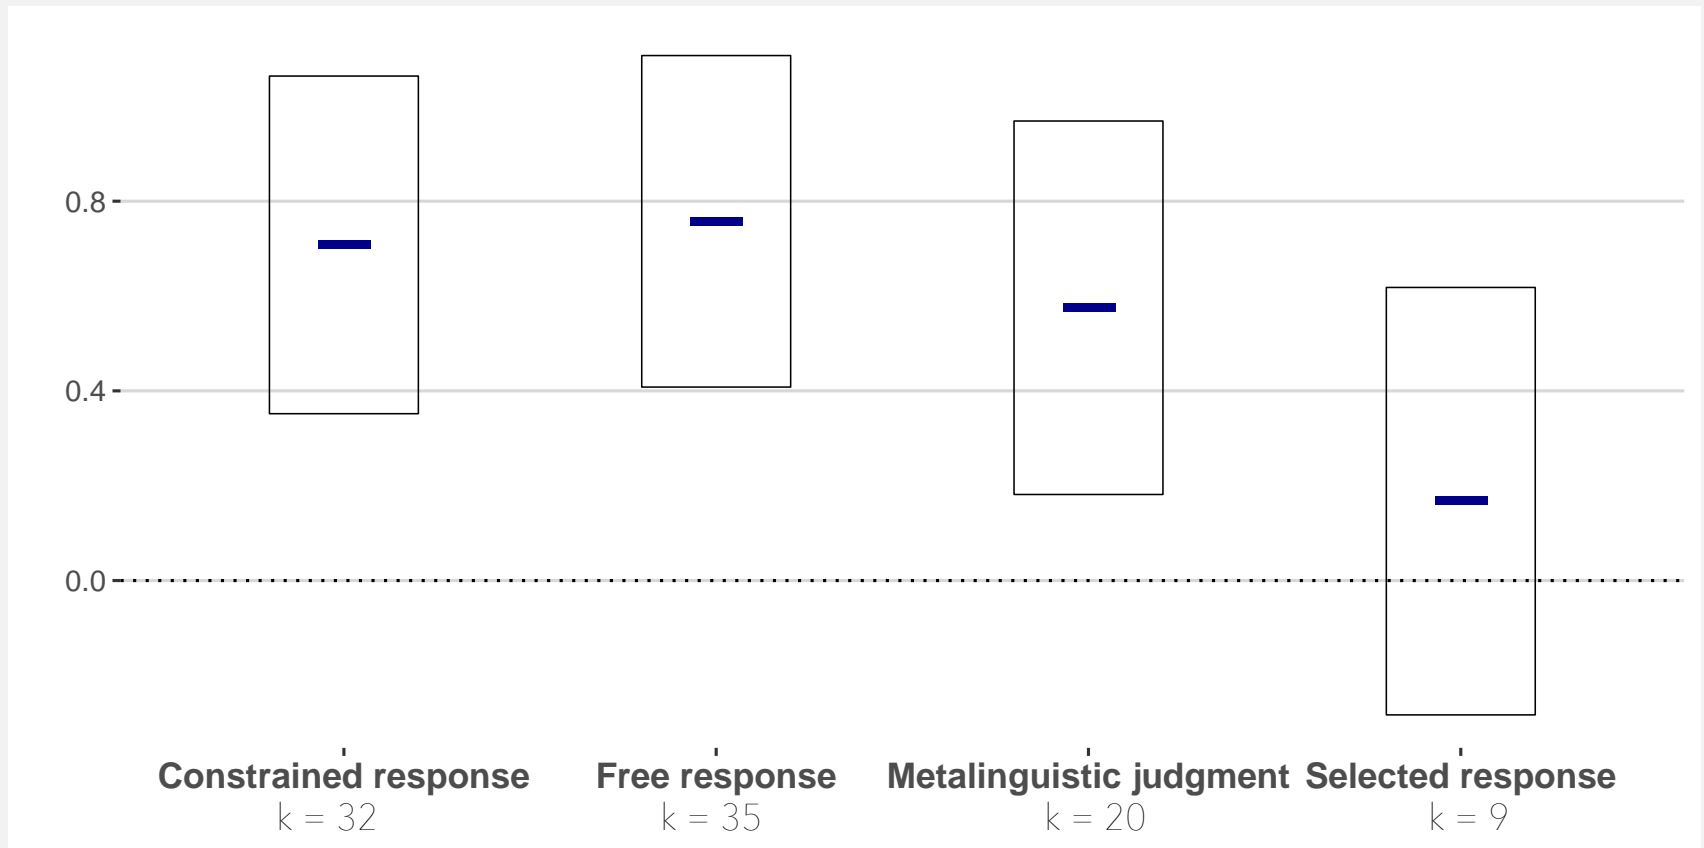 0.8
0.4
0.0
Constrained response Free response Metalinguistic judgment Selected response
k = 32 k = 35 k = 20 k = 9